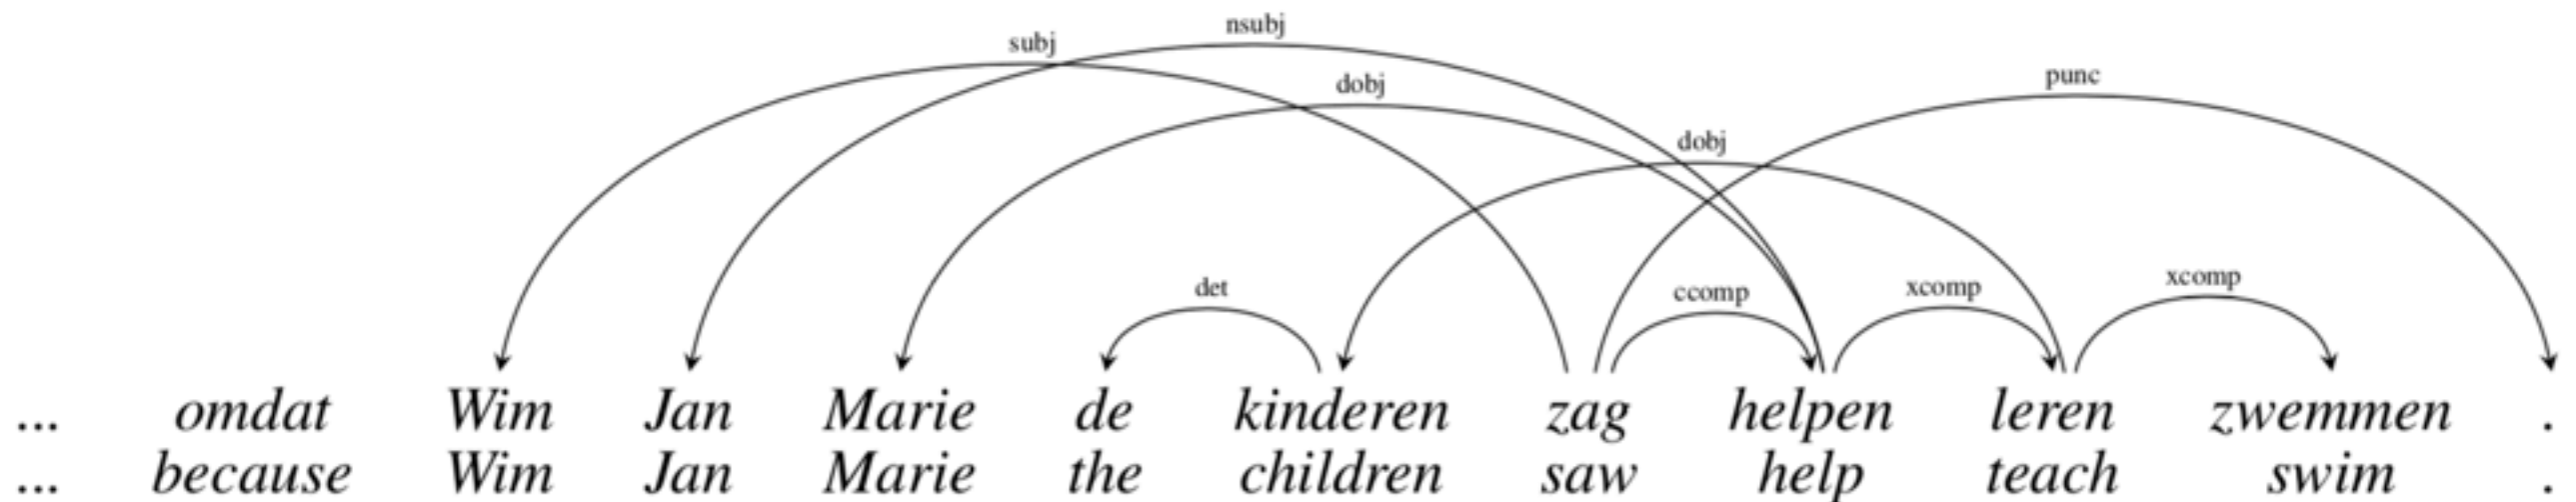 nsubj
subj
dobj
punc
dobj
det ccomp xcomp xcomp
... omdat Wim Jan Marie de kinderen zag helpen leren zwemmen .
... because Wim Jan Marie the children saw help teach swim .